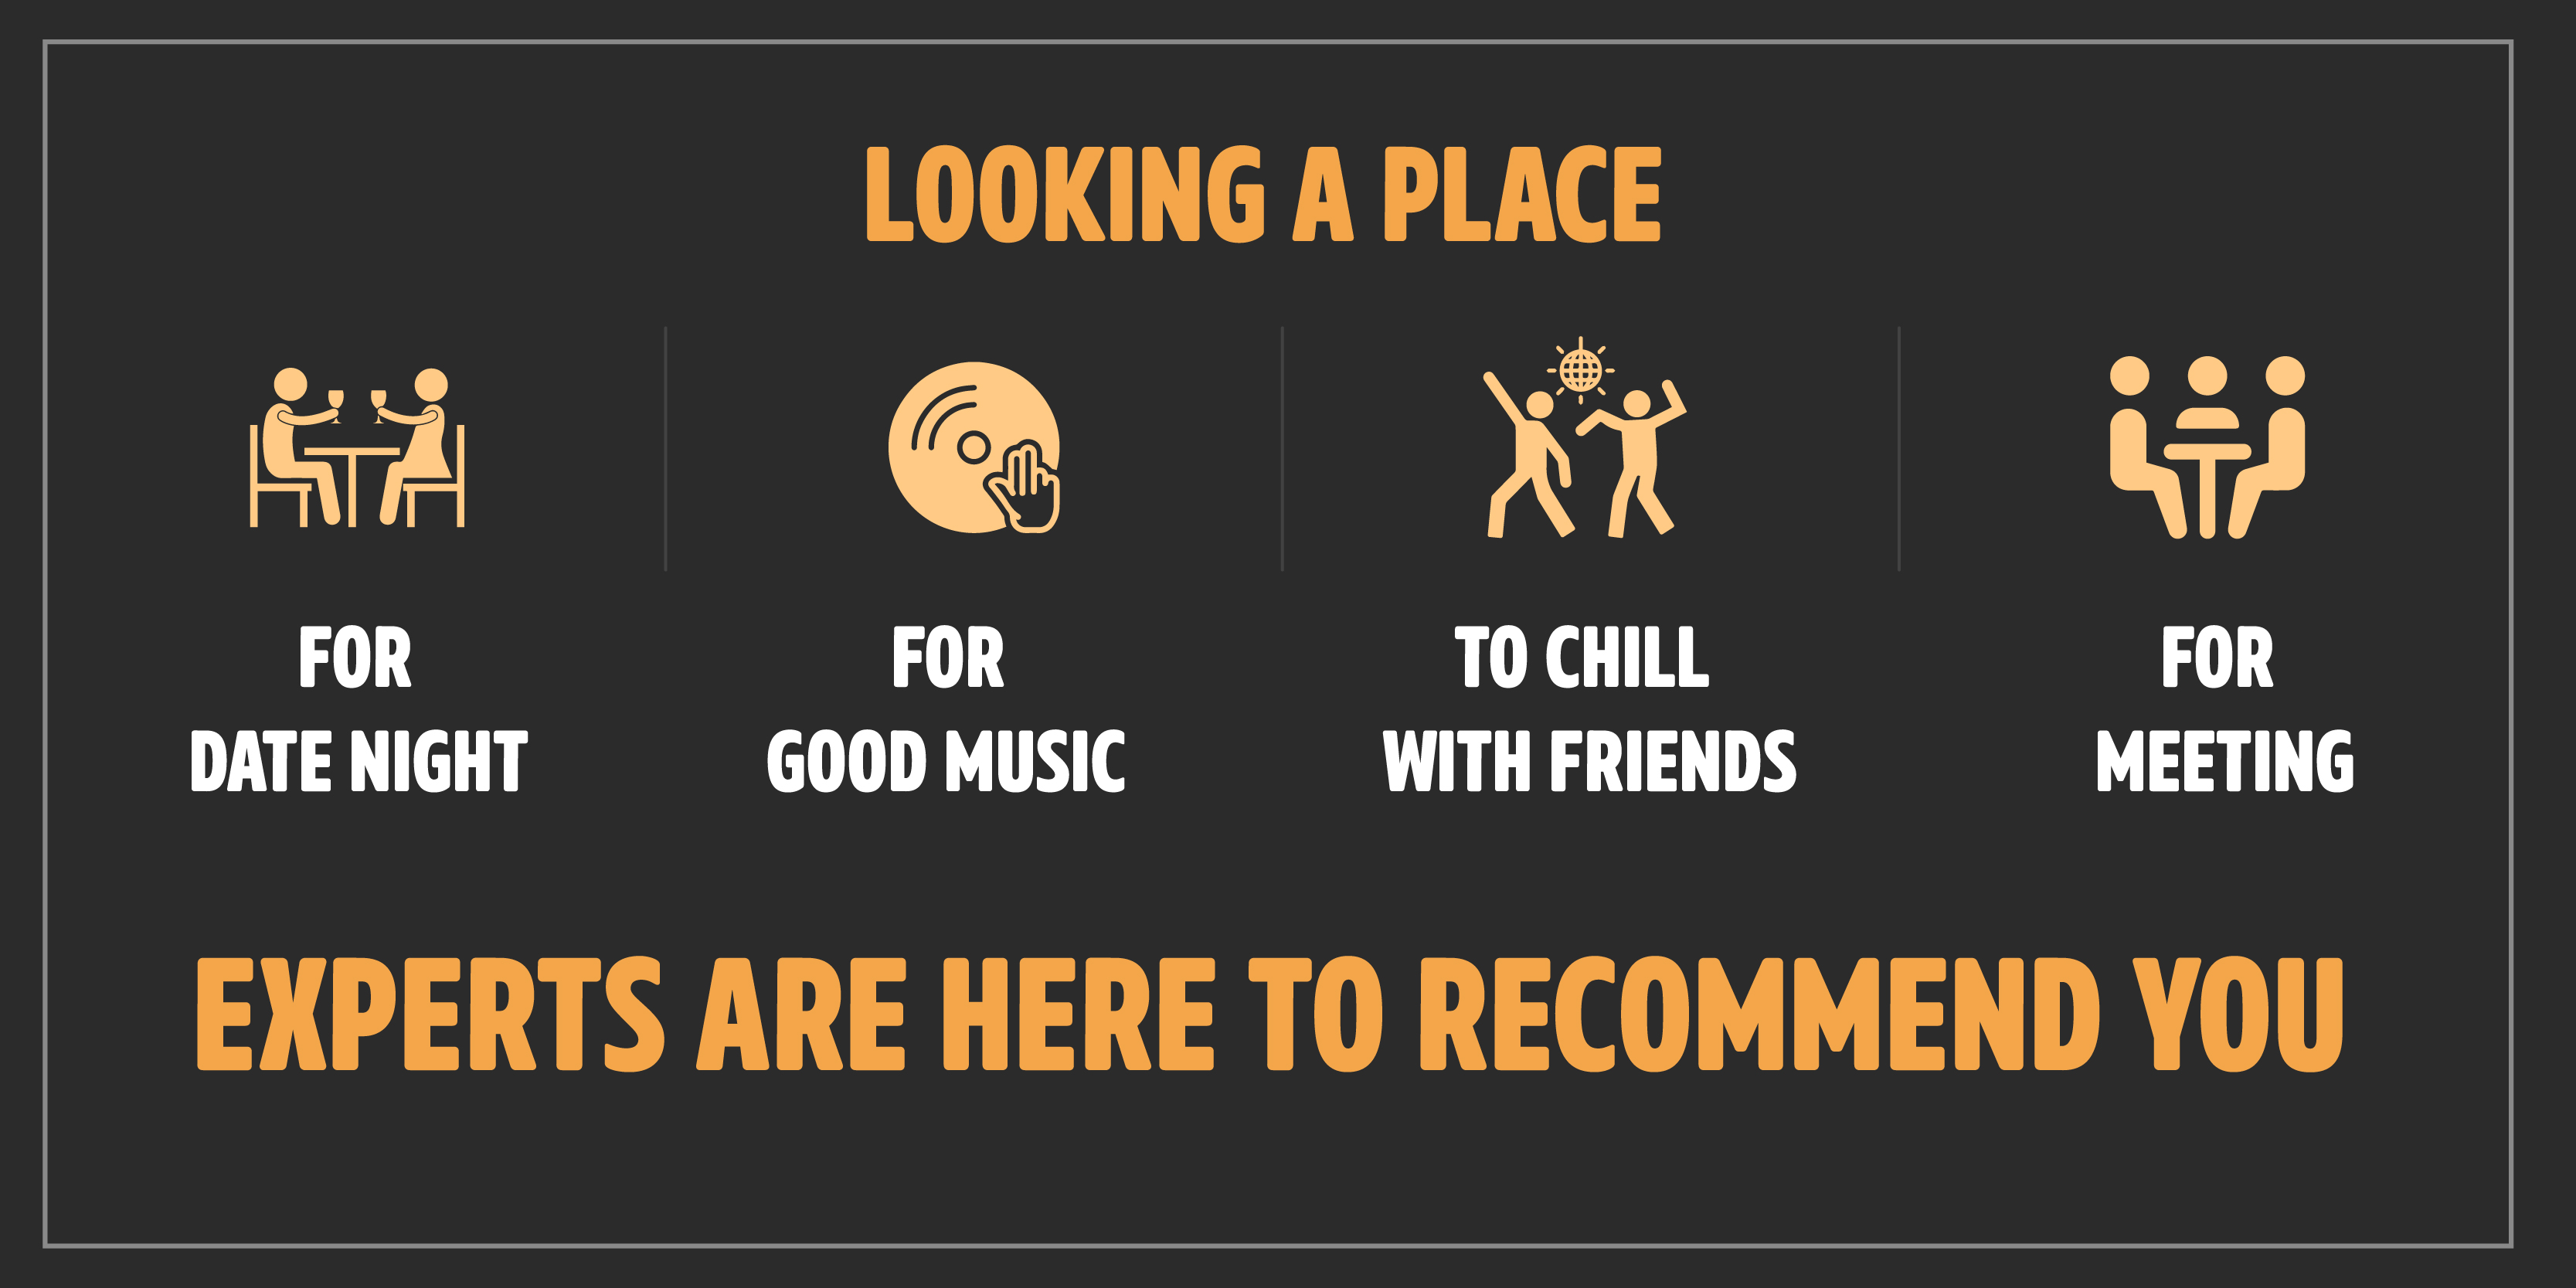 LOOKING A PLACE
FOR
DATE NIGHT
FOR
GOOD MUSIC
TO CHILL
WITH FRIENDS
FOR
MEETING
EXPERTS ARE HERE TO RECOMMEND YOU